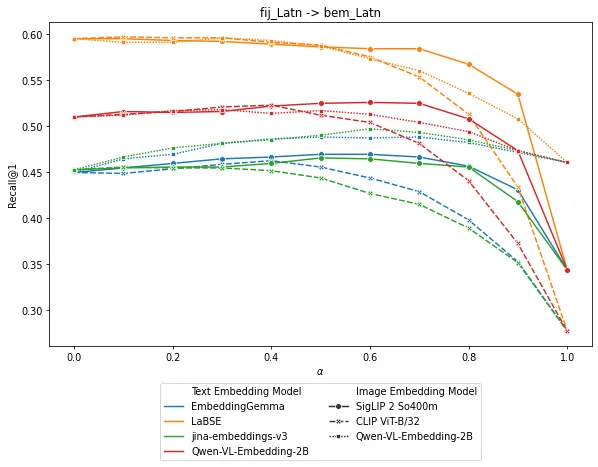 fij_Latn -> bem_Latn
0.60
0.55
0.50
0.45
0.40
0.35
0.30
Recall@1
0.0 0.2 0.4 0.6 0.8 1.0
α
Text Embedding Model Image Embedding Model
EmbeddingGemma SigLIP 2 So400m
LaBSE CLIP ViT-B/32
jina-embeddings-v3 Qwen-VL-Embedding-2B
Qwen-VL-Embedding-2B